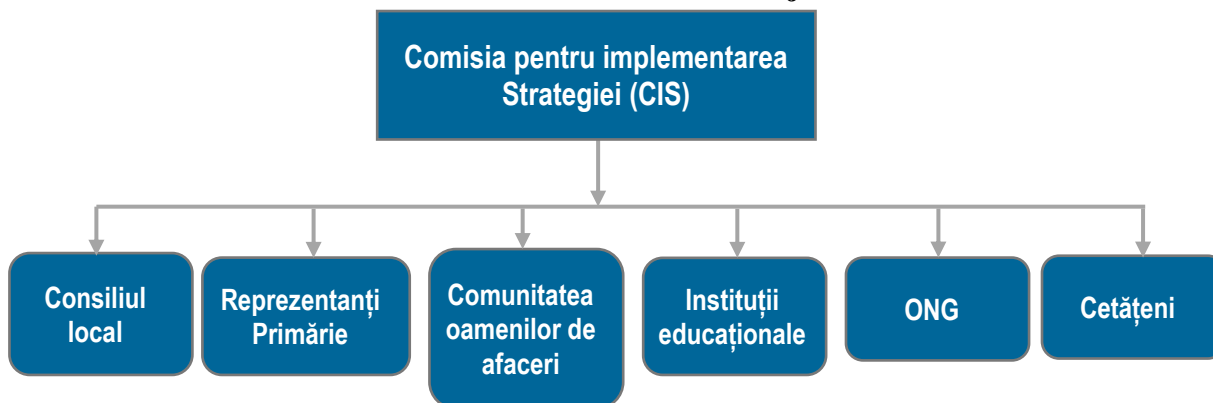 Comisia pentru implementarea
Strategiei (CIS)
Consiliul
local
Reprezentanți
Primărie
Comunitatea
oamenilor de
afaceri
Instituții
educaționale
ONG
Cetățeni